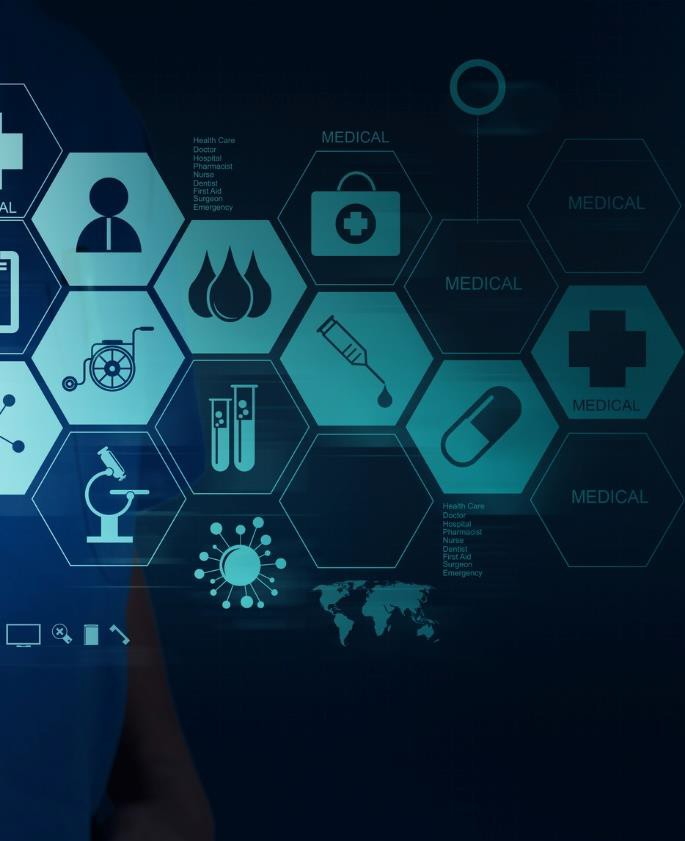 MEDICAL
Health Care
Doctor
Hospital
Pharmacist
Nurse
Dentist
First Aid
Surgeon
Emergency
MEDICAL
AL
MEDICAL
MEDICAL
MEDICAL
Health Care
Doctor
Hospital
Pharmacist
Nurse
Dentist
First Aid
Surgeon
Emergency